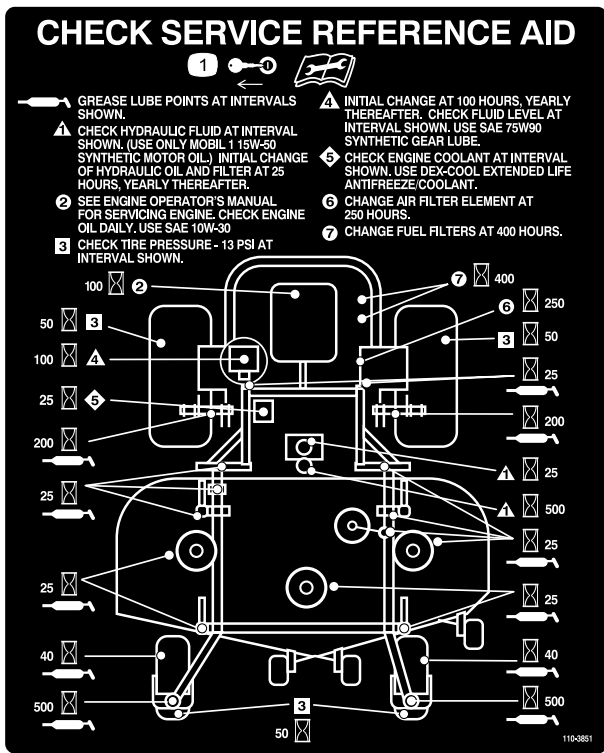 CHECK SERVICE REFERENCE AID
1
GREASE LUBE POINTS AT INTERVALS
SHOWN.
1 CHECK HYDRAULIC FLUID AT INTERVAL
SHOWN. (USE ONLY MOBIL 1 15W-50
SYNTHETIC MOTOR OIL.) INITIAL CHANGE
OF HYDRAULIC OIL AND FILTER AT 25
HOURS, YEARLY THEREAFTER.
2 SEE ENGINE OPERATOR'S MANUAL
FOR SERVICING ENGINE. CHECK ENGINE
OIL DAILY. USE SAE 10W-30
3 CHECK TIRE PRESSURE - 13 PSI AT
INTERVAL SHOWN.
4 INITIAL CHANGE AT 100 HOURS, YEARLY
THEREAFTER. CHECK FLUID LEVEL AT
INTERVAL SHOWN. USE SAE 75W90
SYNTHETIC GEAR LUBE.
5 CHECK ENGINE COOLANT AT INTERVAL
SHOWN. USE DEX-COOL EXTENDED LIFE
ANTIFREEZE/COOLANT.
6 CHANGE AIR FILTER ELEMENT AT
250 HOURS.
7 CHANGE FUEL FILTERS AT 400 HOURS.
100 2
7 400
6 250
50 3
3 50
100 4
25
25 5
200
200
1 25
25
1 500
25
25
25
40
40
500
500
3
50
110-3851